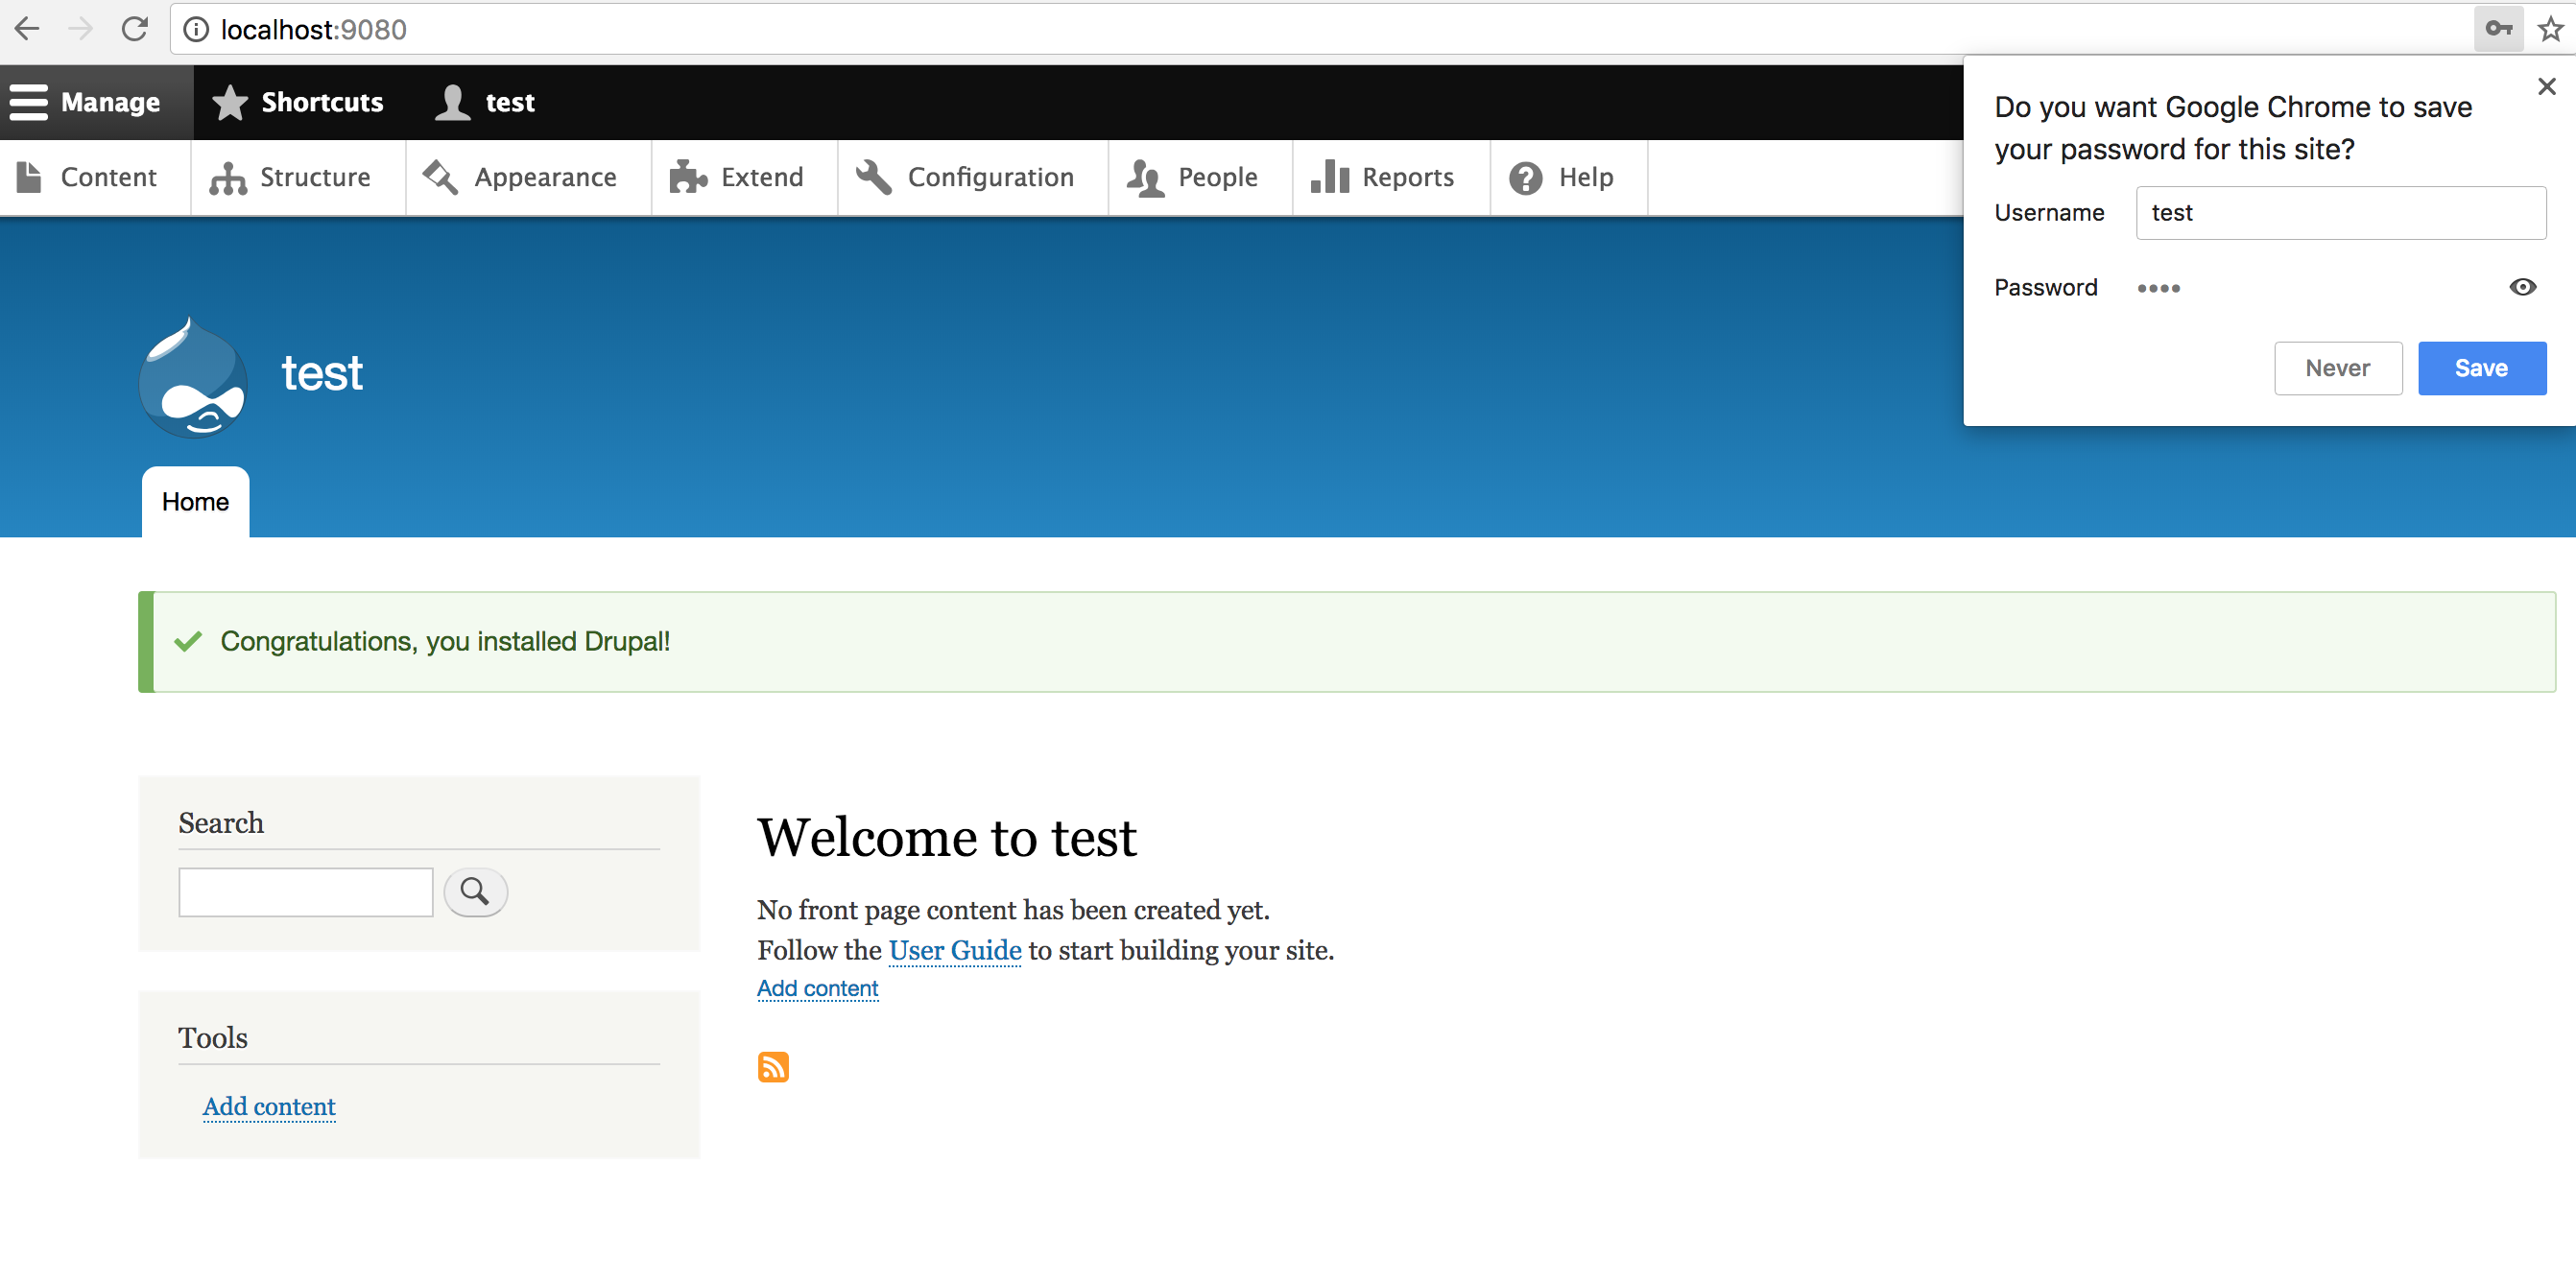 localhost:9080
Manage
Shortcuts
test
Content
Structure
Appearance
Extend
Configuration
People
Reports
Help
Do you want Google Chrome to save
your password for this site?
Username
test
Password
••••
Never
Save
test
Home
Congratulations, you installed Drupal!
Search
Tools
Add content
Welcome to test
No front page content has been created yet.
Follow the User Guide to start building your site.
Add content